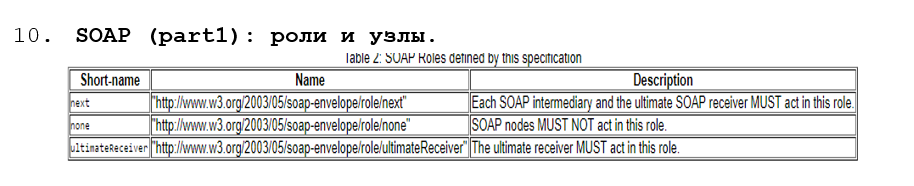 10. SOAP (part1): роли и узлы.
Table 2: SOAP Roles defined by this specification
Short-name Name Description
next "http://www.w3.org/2003/05/soap-envelope/role/next" Each SOAP intermediary and the ultimate SOAP receiver MUST act in this role.
none "http://www.w3.org/2003/05/soap-envelope/role/none" SOAP nodes MUST NOT act in this role.
ultimateReceiver "http://www.w3.org/2003/05/soap-envelope/role/ultimateReceiver" The ultimate receiver MUST act in this role.